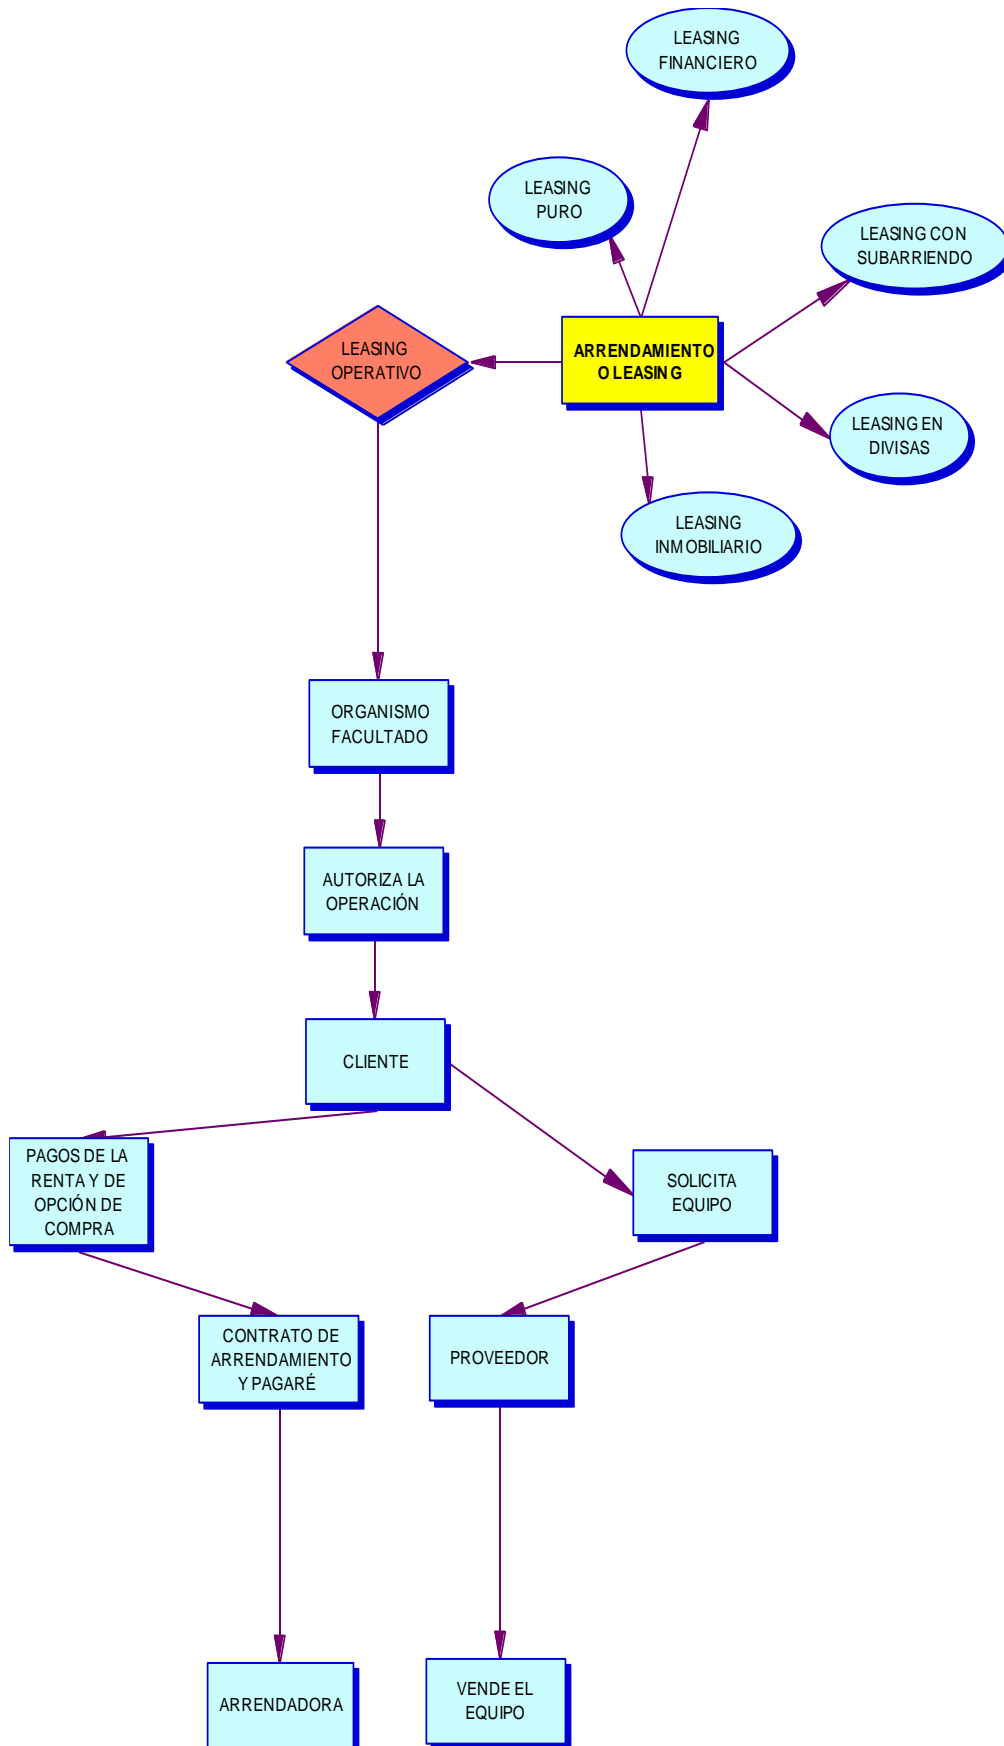 LEASING
FINANCIERO
LEASING
PURO
LEASING CON
SUBARRIENDO
LEASING
OPERATIVO
ARRENDAMIENTO
O LEASING
LEASING EN
DIVISAS
LEASING
INMOBILIARIO
ORGANISMO
FACULTADO
AUTORIZA LA
OPERACIÓN
CLIENTE
PAGOS DE LA
RENTA Y DE
OPCIÓN DE
COMPRA
SOLICITA
EQUIPO
CONTRATO DE
ARRENDAMIENTO
Y PAGARÉ
PROVEEDOR
ARRENDADORA
VENDE EL
EQUIPO